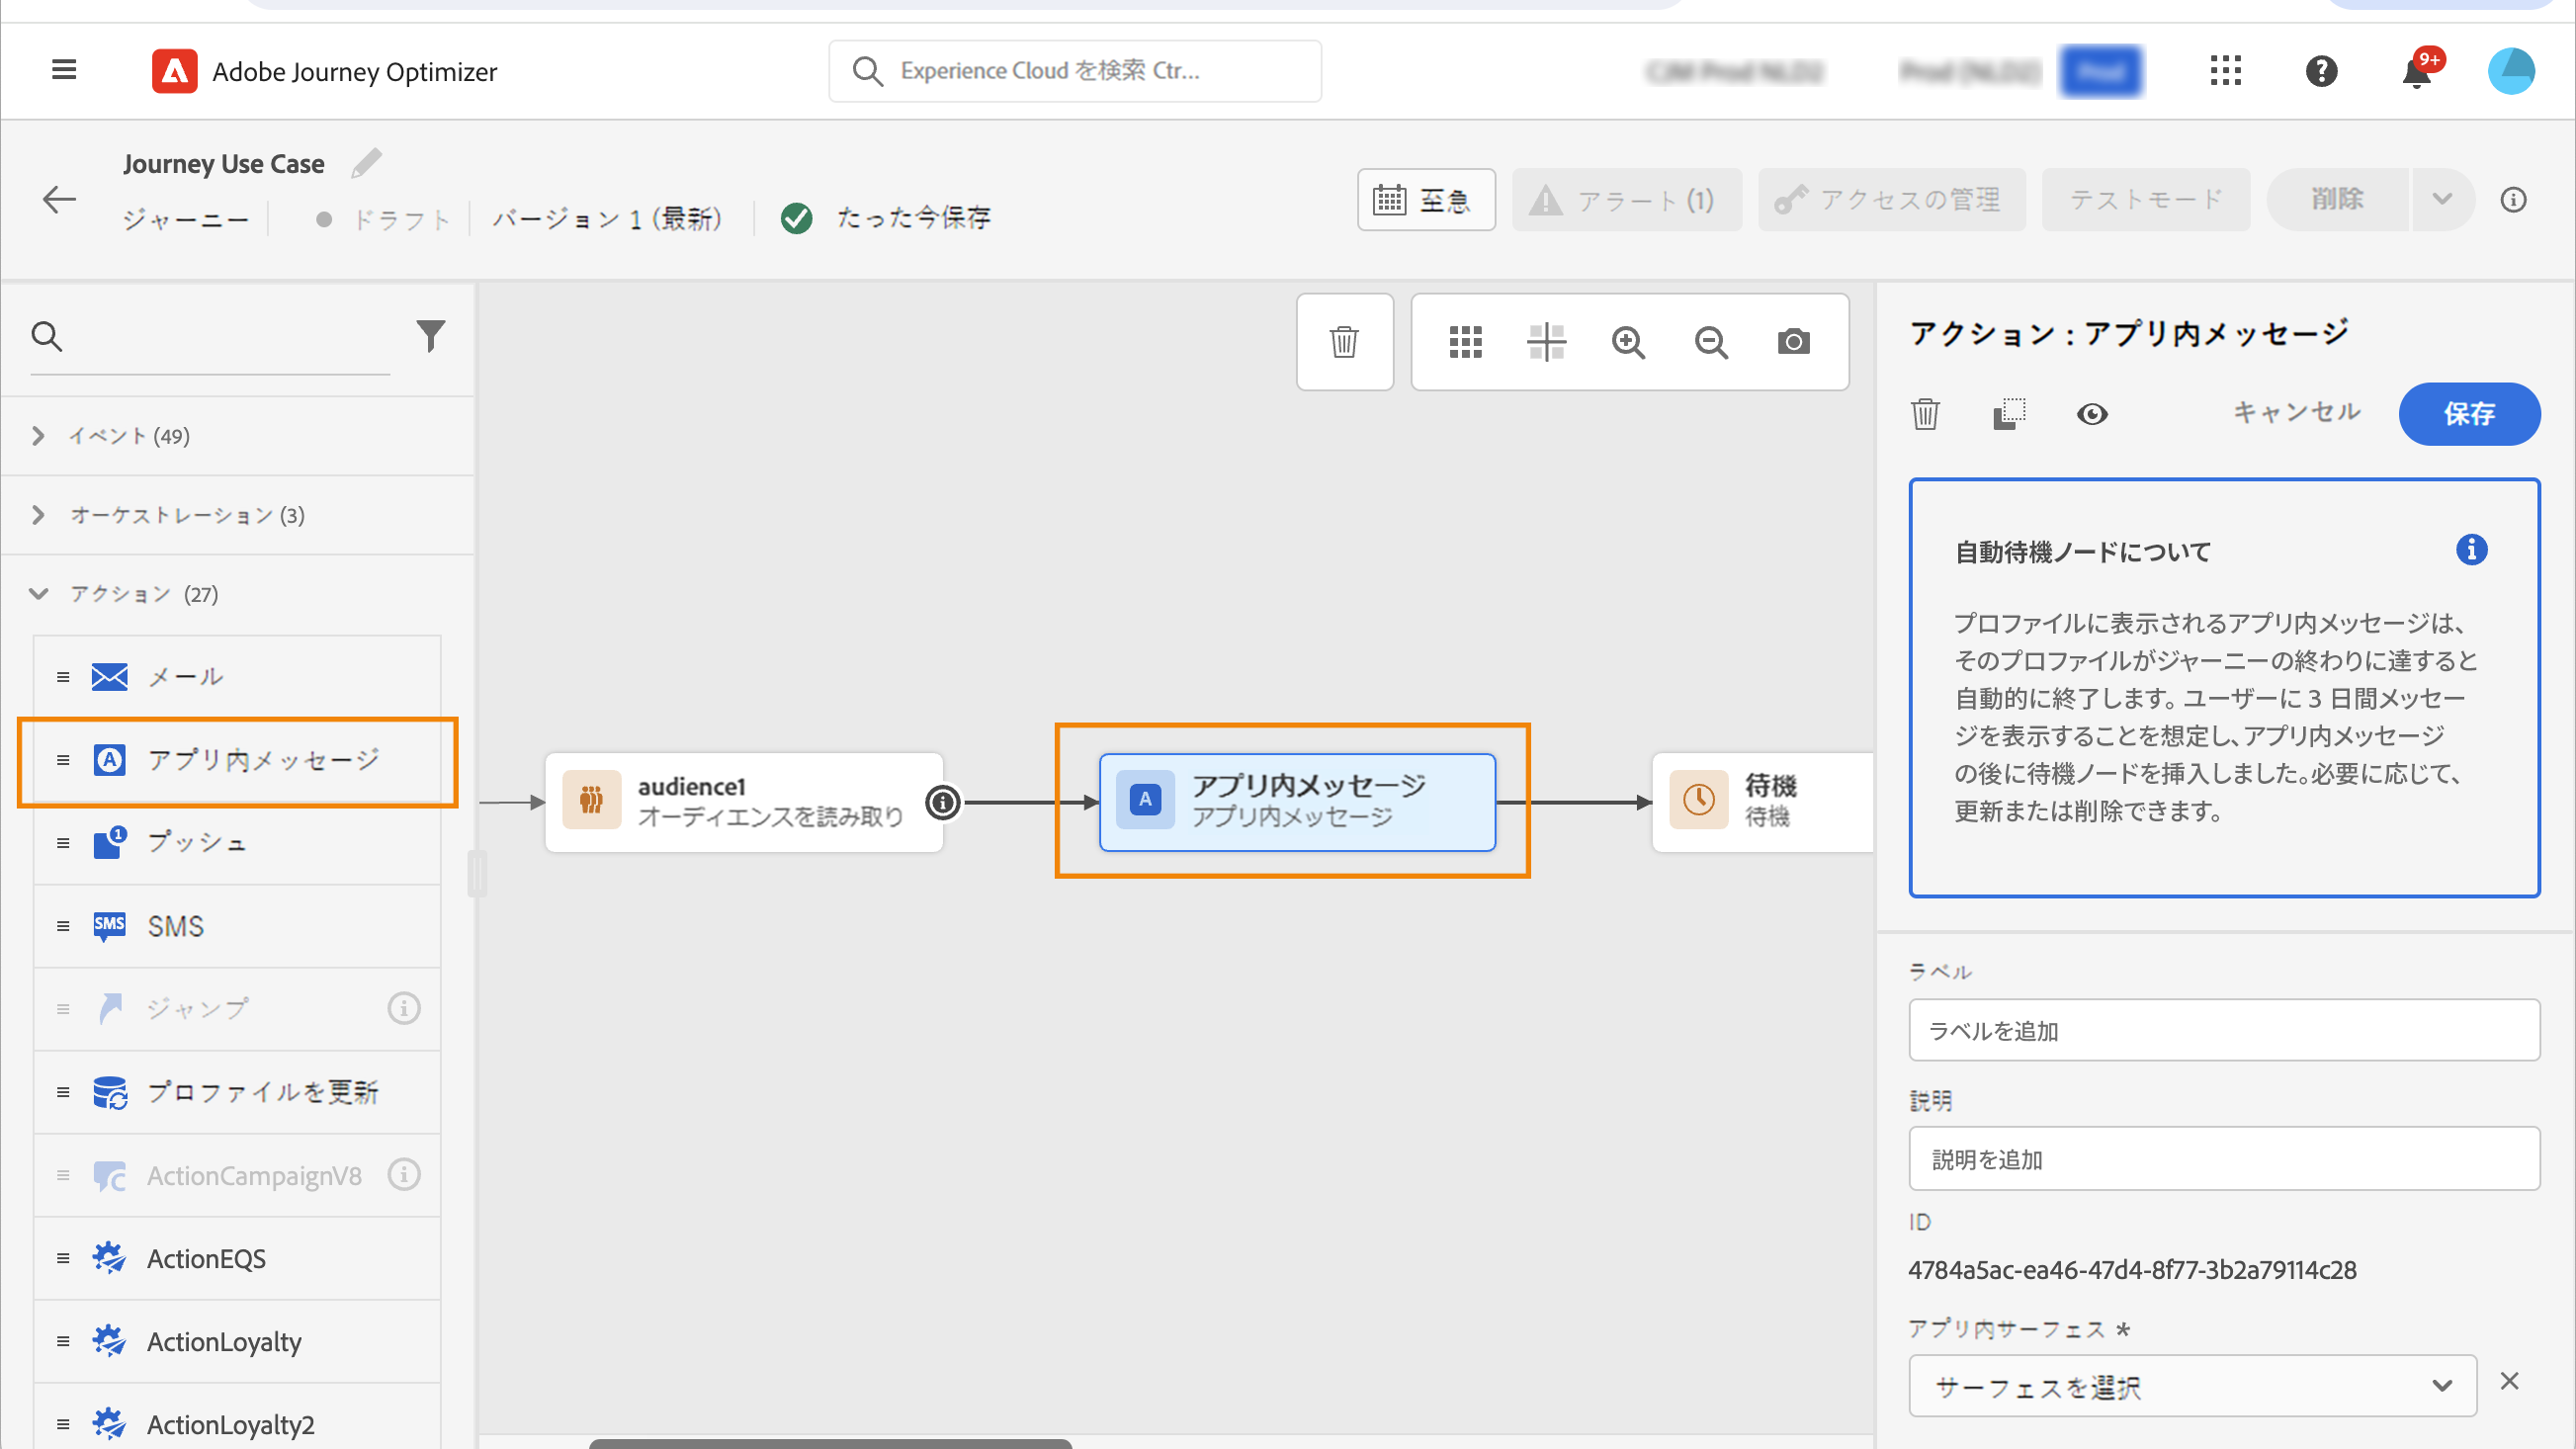 Adobe Journey Optimizer
Experience Cloud を検索 Ctr...
9+
Journey Use Case
ジャーニー
ドラフト
バージョン 1 (最新)
たった今保存
至急
アラート (1)
アクセスの管理
テストモード
削除
イベント (49)
オーケストレーション (3)
アクション (27)
メール
アプリ内メッセージ
プッシュ
SMS
SMS
ジャンプ
プロファイルを更新
ActionCampaignV8
ActionEQS
ActionLoyalty
ActionLoyalty2
audience1
オーディエンスを読み取り
アプリ内メッセージ
アプリ内メッセージ
待機
待機
アクション : アプリ内メッセージ
キャンセル
保存
自動待機ノードについて
プロファイルに表示されるアプリ内メッセージは、
そのプロファイルがジャーニーの終わりに達すると
自動的に終了します。ユーザーに 3 日間メッセー
ジを表示することを想定し、アプリ内メッセージ
の後に待機ノードを挿入しました。必要に応じて、
更新または削除できます。
ラベル
ラベルを追加
説明
説明を追加
ID
4784a5ac-ea46-47d4-8f77-3b2a79114c28
アプリ内サーフェス *
サーフェスを選択